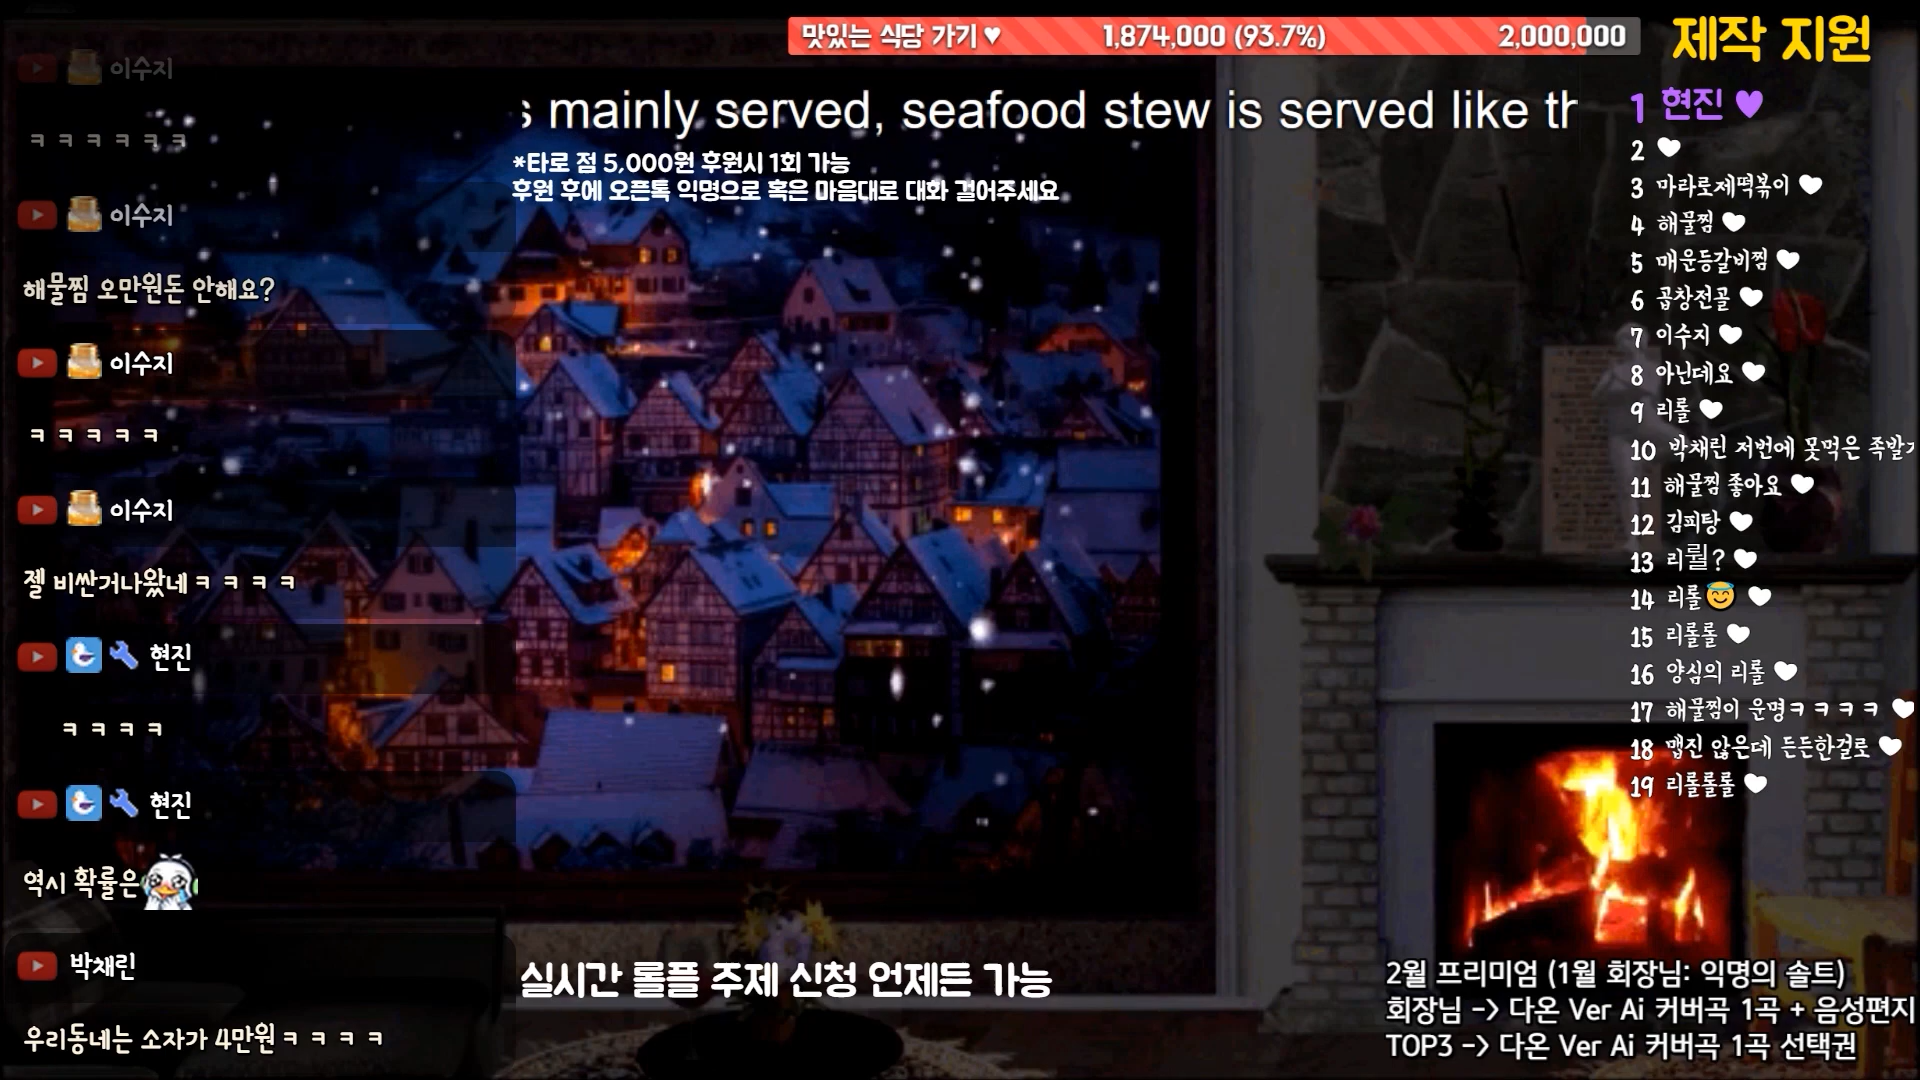 맛있는 식당 가기 ♥ 1,874,000 (93.7%) 2,000,000
제작 지원
mainly served, seafood stew is served like
*타로 점 5,000원 후원시 1회 가능
후원 후에 오픈톡 익명으로 혹은 마음대로 대화 걸어주세요
이수지
ㅋㅋㅋㅋㅋㅋ
이수지
해물찜 오만원돈 안해요?
이수지
ㅋㅋㅋㅋㅋ
이수지
젤 비싼거나왔네ㅋㅋㅋㅋ
현진
ㅋㅋㅋㅋ
현진
역시 확률은
박채린
우리동네는 소자가 4만원ㅋㅋㅋㅋ
1 현진 💜
2 🤍
3 마라로제떡볶이 🤍
4 해물찜 🤍
5 매운등갈비찜 🤍
6 곱창전골 🤍
7 이수지 🤍
8 아닌데요 🤍
9 리롤 🤍
10 박채린 저번에 못먹은
11 해물찜 좋아요 🤍
12 김피탕 🤍
13 리뤌? 🤍
14 리롤😇 🤍
15 리롤롤 🤍
16 양심의 리롤 🤍
17 해물찜이 운명ㅋㅋㅋㅋ 🤍
18 맵진 않은데 든든한걸로 🤍
19 리롤롤롤 🤍
실시간 롤플 주제 신청 언제든 가능
2월 프리미엄 (1월 회장님: 익명의 솔트)
회장님 -> 다온 Ver Ai 커버곡 1곡 + 음성편지
TOP3 -> 다온 Ver Ai 커버곡 1곡 선택권